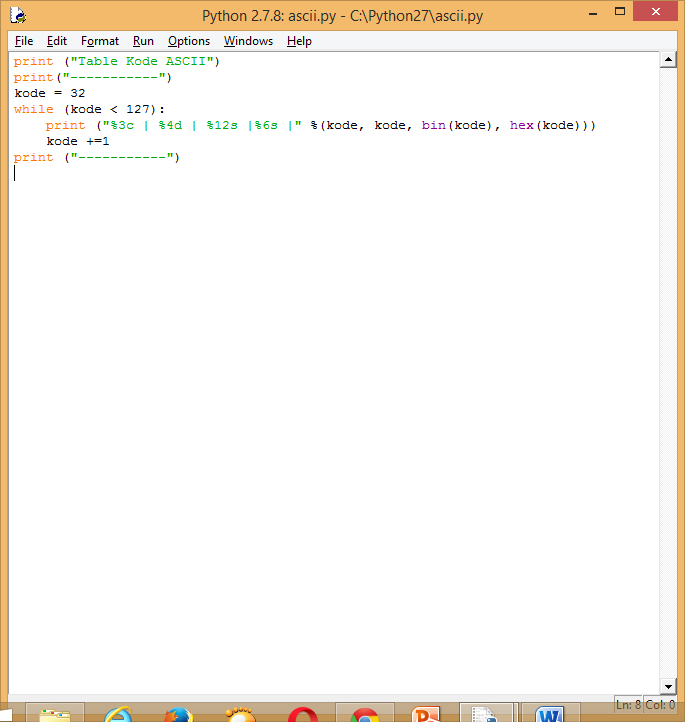 Python 2.7.8: ascii.py - C:\Python27\ascii.py
File Edit Format Run Options Windows Help
print ("Table Kode ASCII")
print("-----------")
kode = 32
while (kode < 127):
    print ("%3c | %4d | %12s |%6s |" %(kode, kode, bin(kode), hex(kode)))
    kode +=1
print ("-----------")
Ln: 8 Col: 0